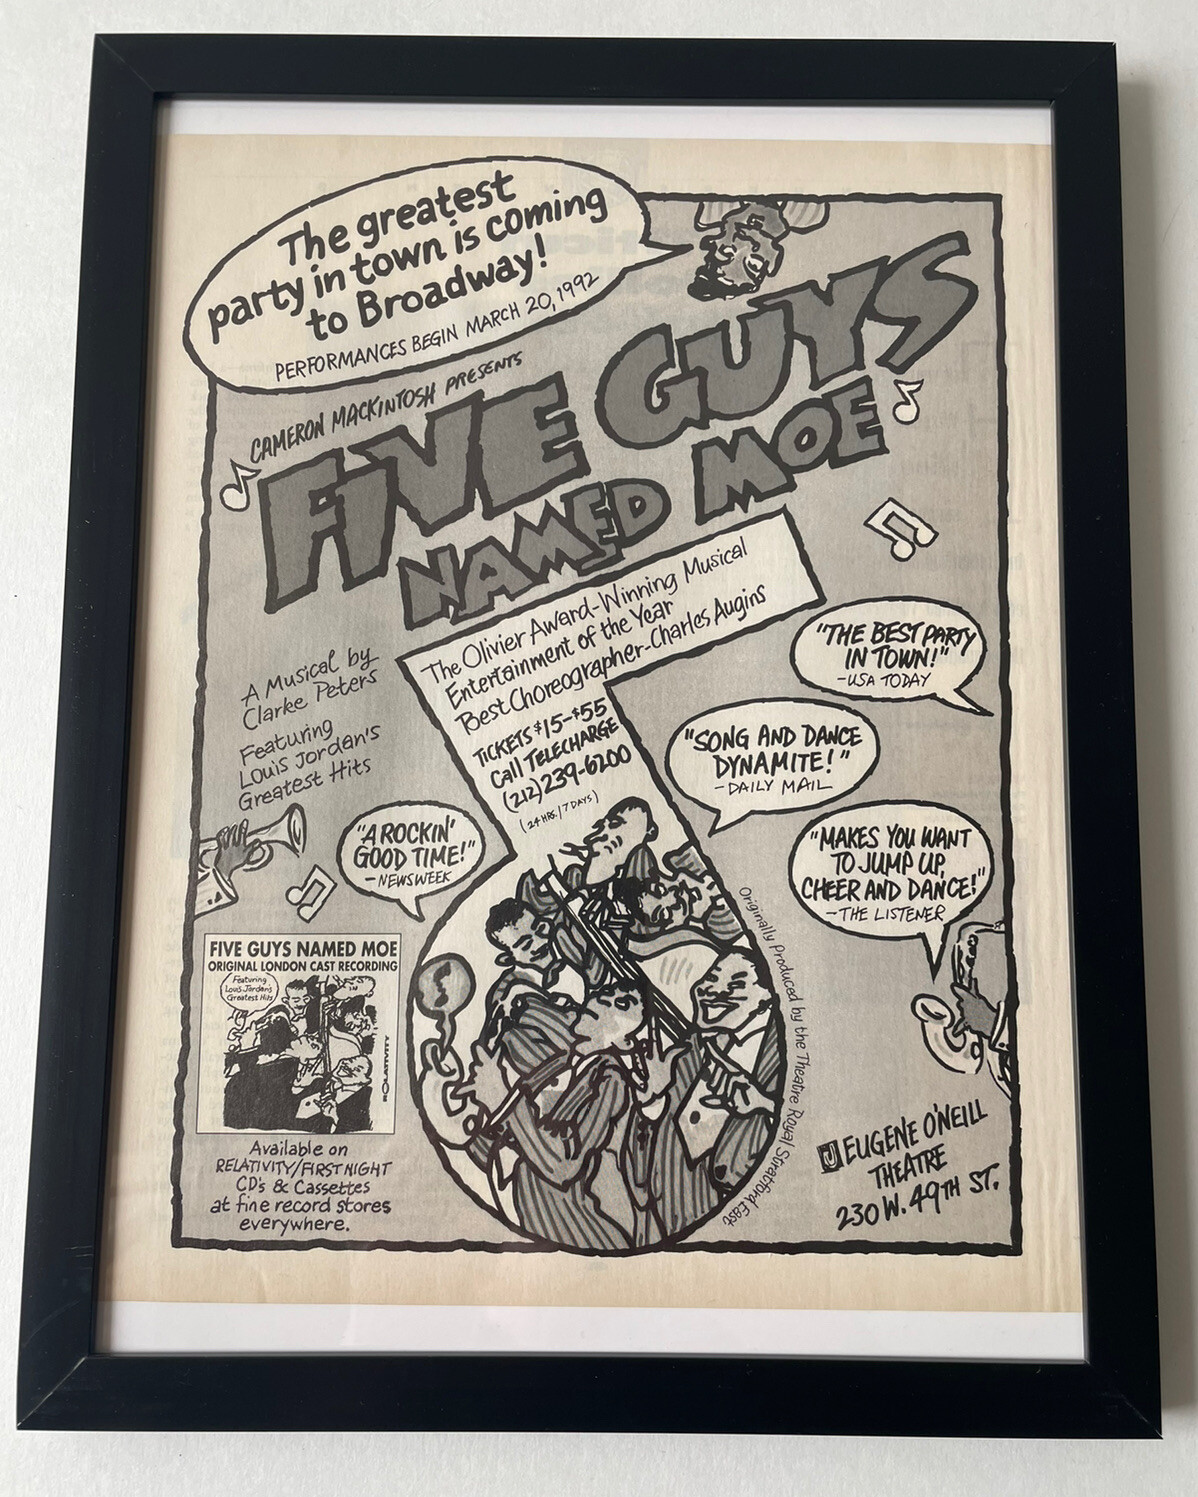 The greatest
party in town is coming
to Broadway!
PERFORMANCES BEGIN MARCH 20, 1992
CAMERON MACKINTOSH PRESENTS
FIVE GUYS
NAMED MOE
The Olivier Award-Winning Musical
Entertainment of the Year
Best Choreographer-Charles Augins
TICKETS $15-$55
Call TELECHARGE
(212) 239-6200
(24 HRS./7 DAYS)
A Musical by
Clarke Peters
Featuring
Louis Jordan's
Greatest Hits
"THE BEST PARTY
IN TOWN!"
-USA TODAY
"SONG AND DANCE
DYNAMITE!"
-DAILY MAIL
"A ROCKIN'
GOOD TIME!"
-NEWSWEEK
"MAKES YOU WANT
TO JUMP UP,
CHEER AND DANCE!"
-THE LISTENER
Originally Produced by the Theatre Royal Stratford East
FIVE GUYS NAMED MOE
ORIGINAL LONDON CAST RECORDING
Featuring
Louis Jordan's
Greatest Hits
RELATIVITY
Available on
RELATIVITY/FIRST NIGHT
CD's & Cassettes
at fine record stores
everywhere.
EUGENE O'NEILL
THEATRE
230 W. 49TH ST.